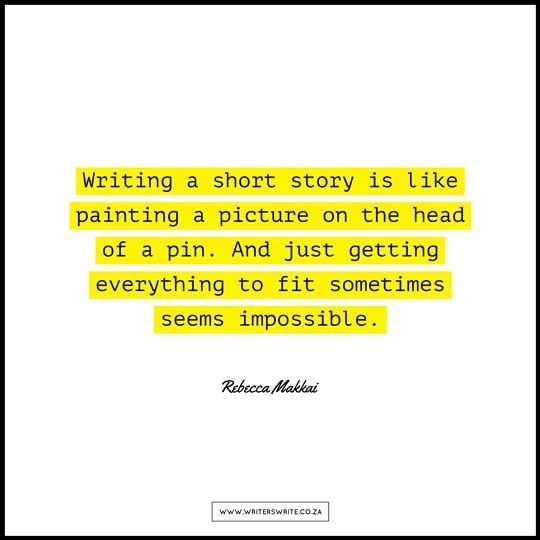 Writing a short story is like
painting a picture on the head
of a pin. And just getting
everything to fit sometimes
seems impossible.
Rebecca Makkai
WWW.WRITERSWRITE.CO.ZA